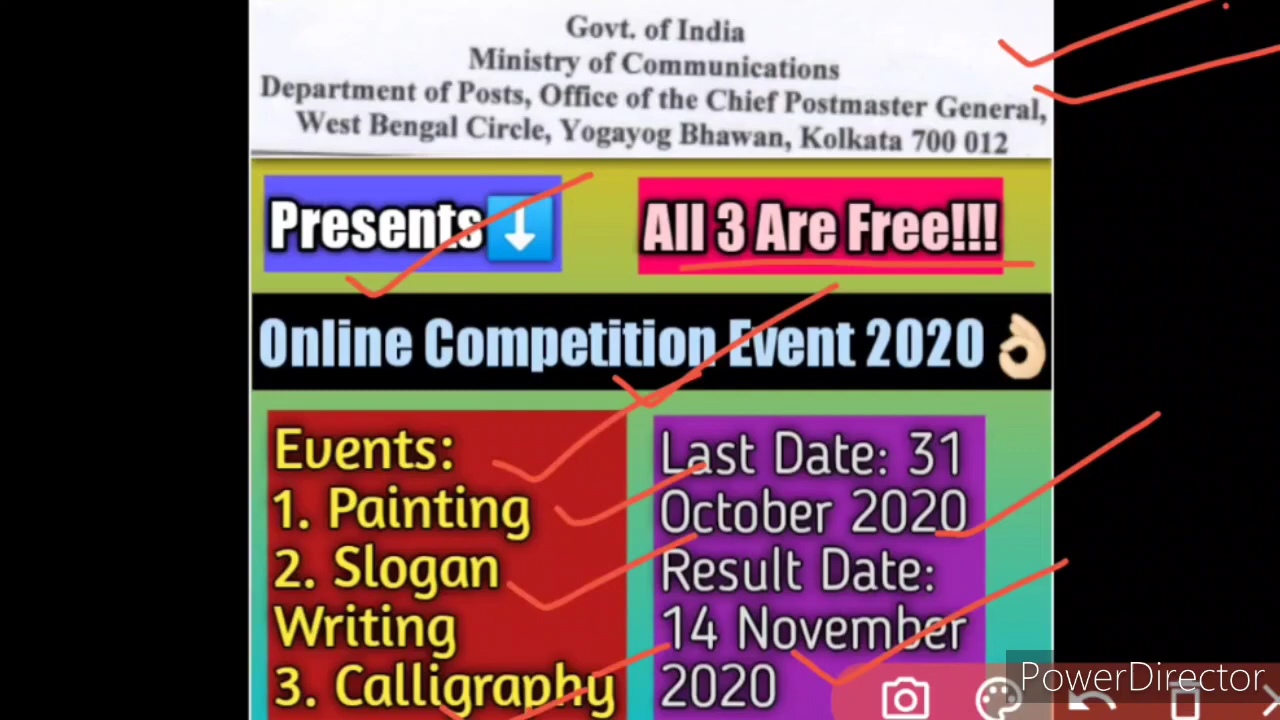 Govt. of India
Ministry of Communications
Department of Posts, Office of the Chief Postmaster General,
West Bengal Circle, Yogayog Bhawan, Kolkata 700 012
Presents
All 3 Are Free!!!
Online Competition Event 2020
Events:
1. Painting
2. Slogan
Writing
3. Calligraphy
Last Date: 31
October 2020
Result Date:
14 November
2020
PowerDirector